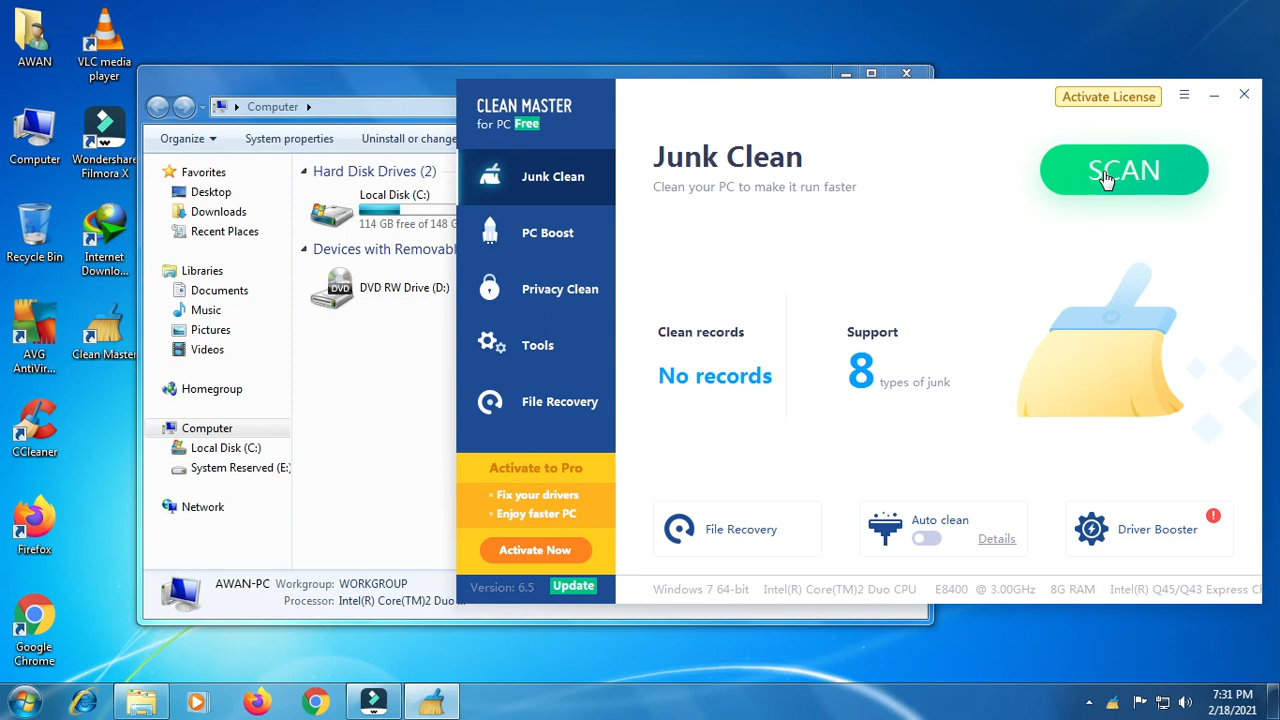 AWAN
VLC media
player
Computer
Wondershare
Filmora X
Recycle Bin
Internet
Downlo...
AVG
AntiVir...
Clean Master
CCleaner
Firefox
Google
Chrome
Computer
Organize
System properties
Uninstall or change
Favorites
Desktop
Downloads
Recent Places
Libraries
Documents
Music
Pictures
Videos
Homegroup
Computer
Local Disk (C:)
System Reserved (E:)
Network
Hard Disk Drives (2)
Local Disk (C:)
114 GB free of 148 G
Devices with Removabl
DVD
DVD RW Drive (D:)
AWAN-PC Workgroup: WORKGROUP
Processor: Intel(R) Core(TM)2 Duo ...
CLEAN MASTER
for PC Free
Junk Clean
PC Boost
Privacy Clean
Tools
File Recovery
Activate to Pro
• Fix your drivers
• Enjoy faster PC
Activate Now
Version: 6.5 Update
Activate License
Junk Clean
Clean your PC to make it run faster
SCAN
Clean records
No records
Support
8 types of junk
File Recovery
Auto clean
Details
Driver Booster
!
Windows 7 64-bit Intel(R) Core(TM)2 Duo CPU E8400 @ 3.00GHz 8G RAM Intel(R) Q45/Q43 Express Ch
7:31 PM
2/18/2021